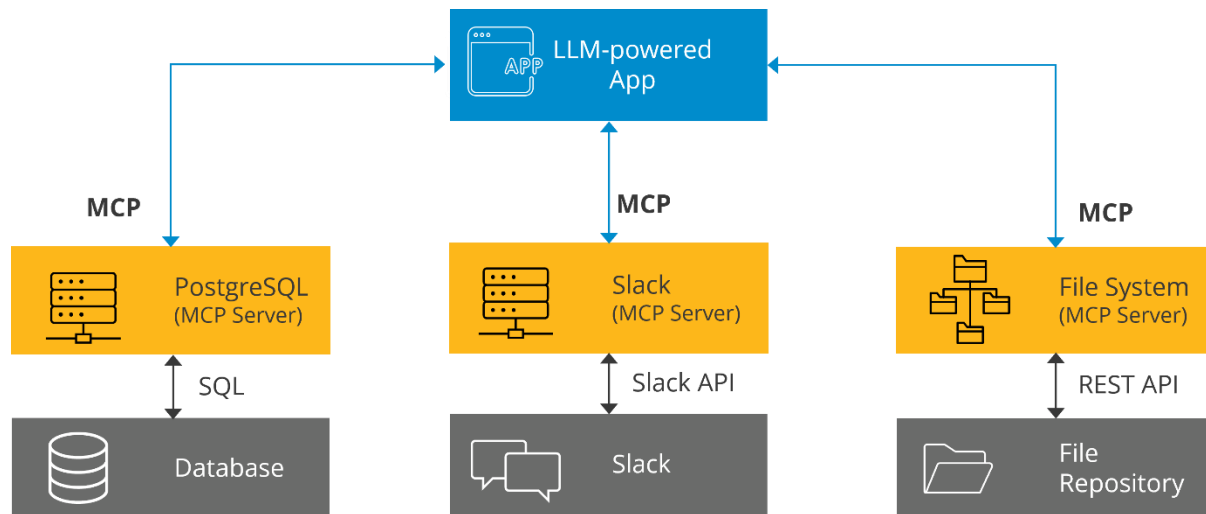 APP
LLM-powered
App
MCP
MCP
MCP
PostgreSQL
(MCP Server)
Slack
(MCP Server)
File System
(MCP Server)
SQL
Slack API
REST API
Database
Slack
File
Repository